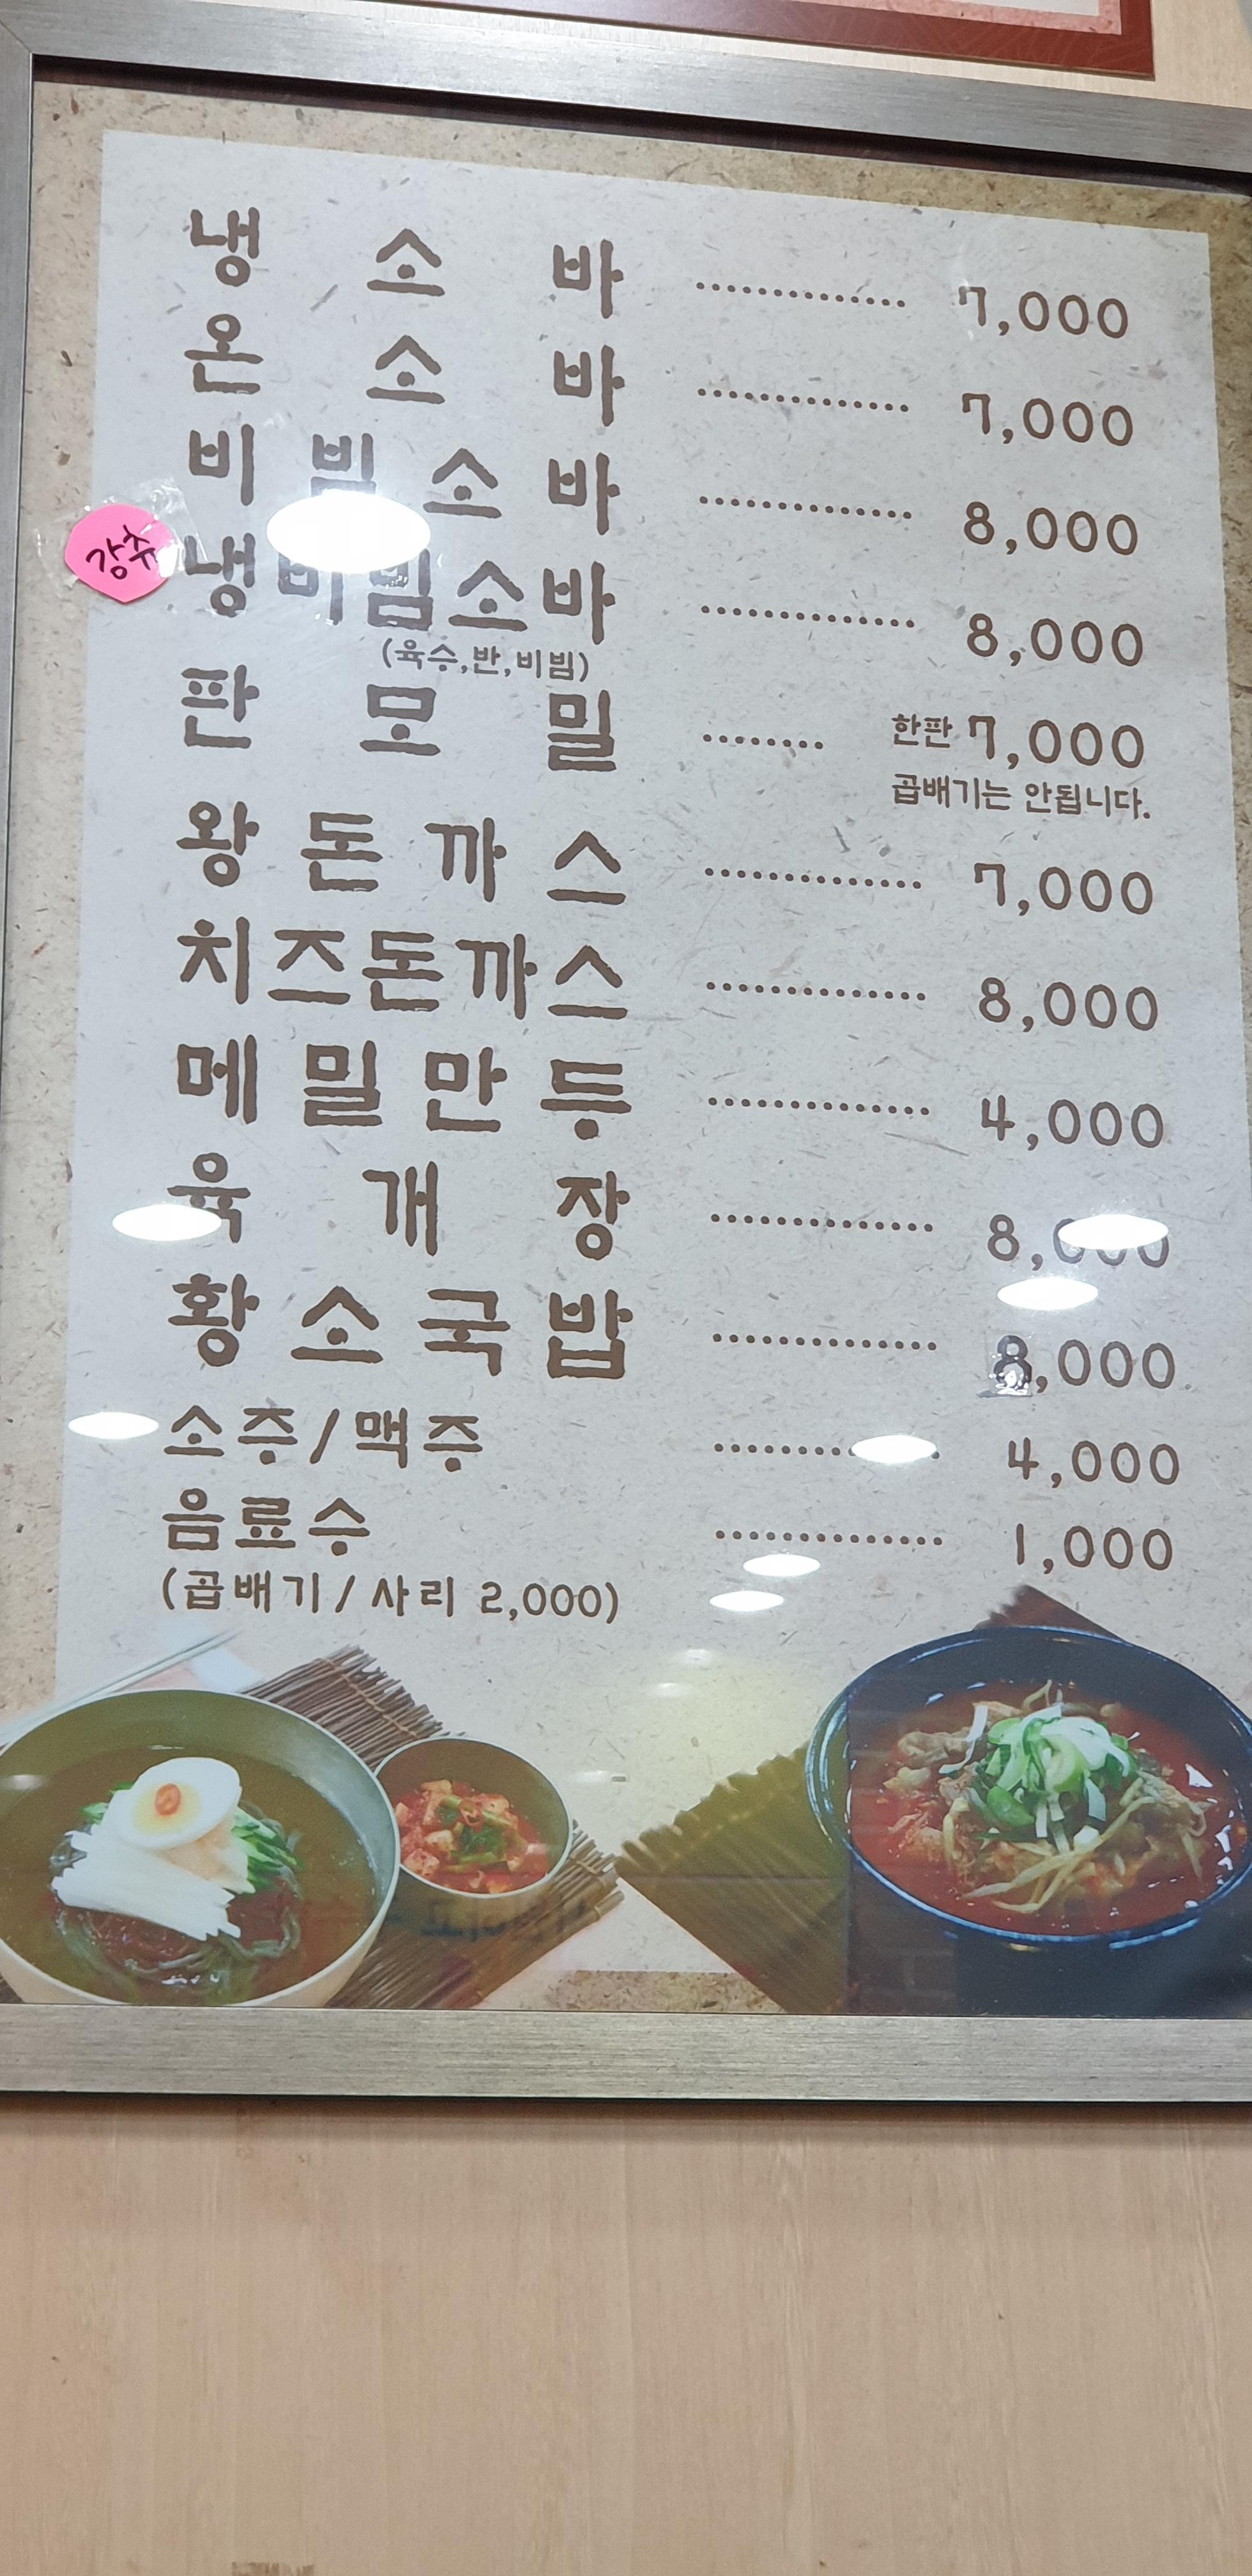 냉소바 .............. 7,000
온소바 .............. 7,000
비빔소바 .............. 8,000
강추 냉비빔소바 .............. 8,000
(육수,반,비빔)
판모밀 ........ 한판 7,000
곱배기는 안됩니다.
왕돈까스 .............. 7,000
치즈돈까스 .............. 8,000
메밀만두 .............. 4,000
육개장 .............. 8,000
황소국밥 .............. 8,000
소주/맥주 .............. 4,000
음료수 .............. 1,000
(곱배기/사리 2,000)